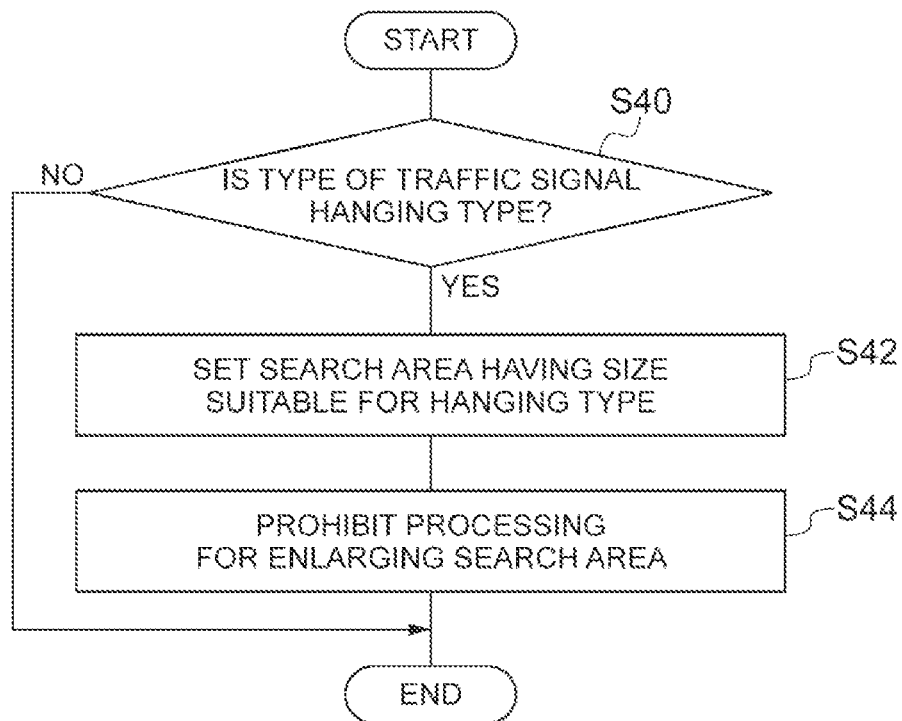 START
S40
NO
IS TYPE OF TRAFFIC SIGNAL
HANGING TYPE?
YES
SET SEARCH AREA HAVING SIZE
SUITABLE FOR HANGING TYPE
S42
PROHIBIT PROCESSING
FOR ENLARGING SEARCH AREA
S44
END